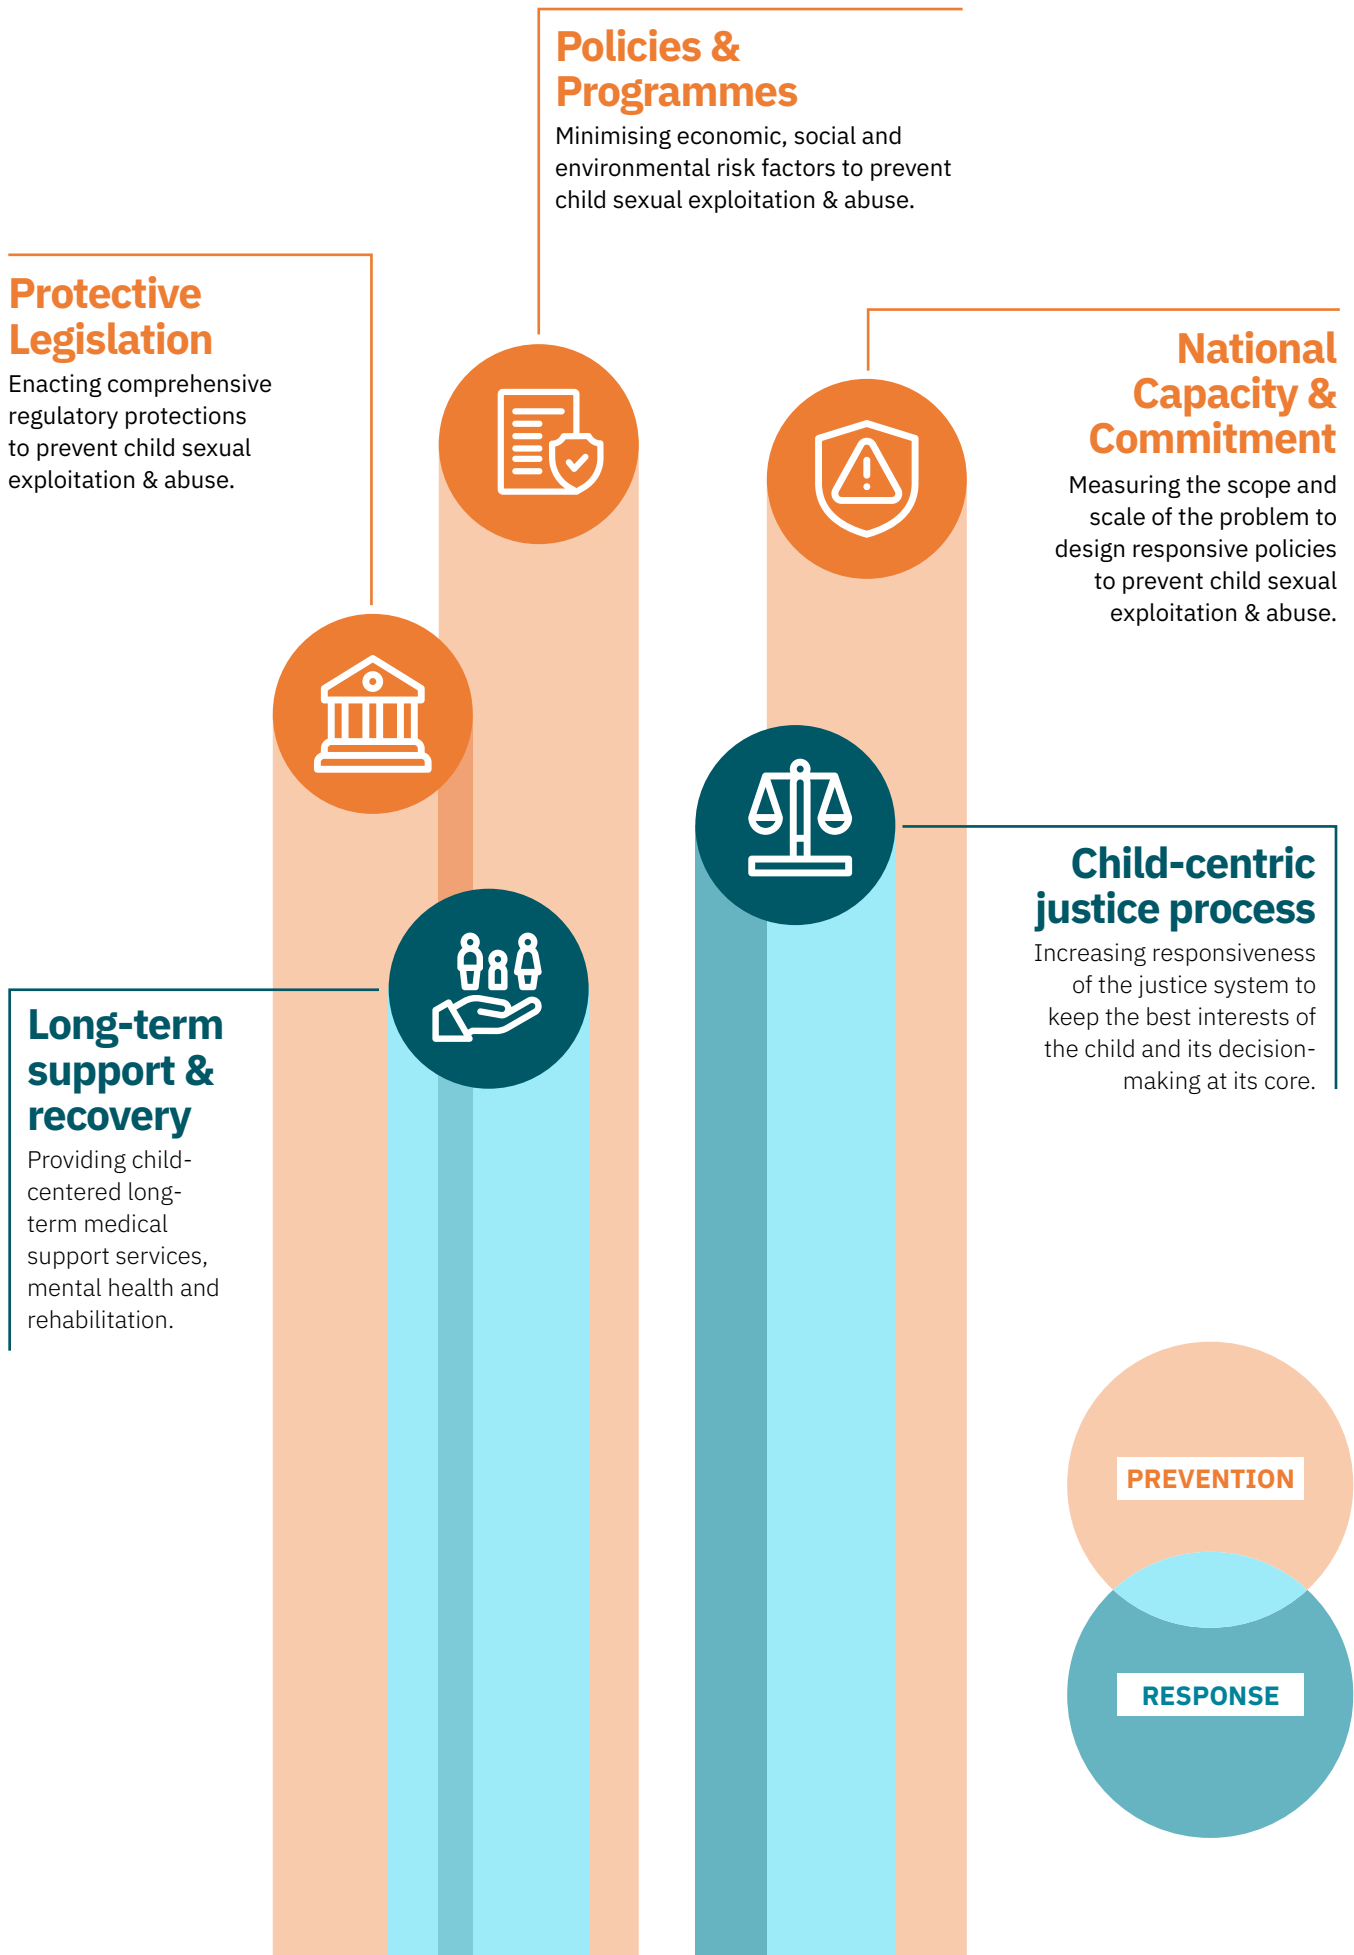 Policies &
Programmes
Minimising economic, social and
environmental risk factors to prevent
child sexual exploitation & abuse.
Protective
Legislation
Enacting comprehensive
regulatory protections
to prevent child sexual
exploitation & abuse.
National
Capacity &
Commitment
Measuring the scope and
scale of the problem to
design responsive policies
to prevent child sexual
exploitation & abuse.
Child-centric
justice process
Increasing responsiveness
of the justice system to
keep the best interests of
the child and its decision-
making at its core.
Long-term
support &
recovery
Providing child-
centered long-
term medical
support services,
mental health and
rehabilitation.
PREVENTION
RESPONSE